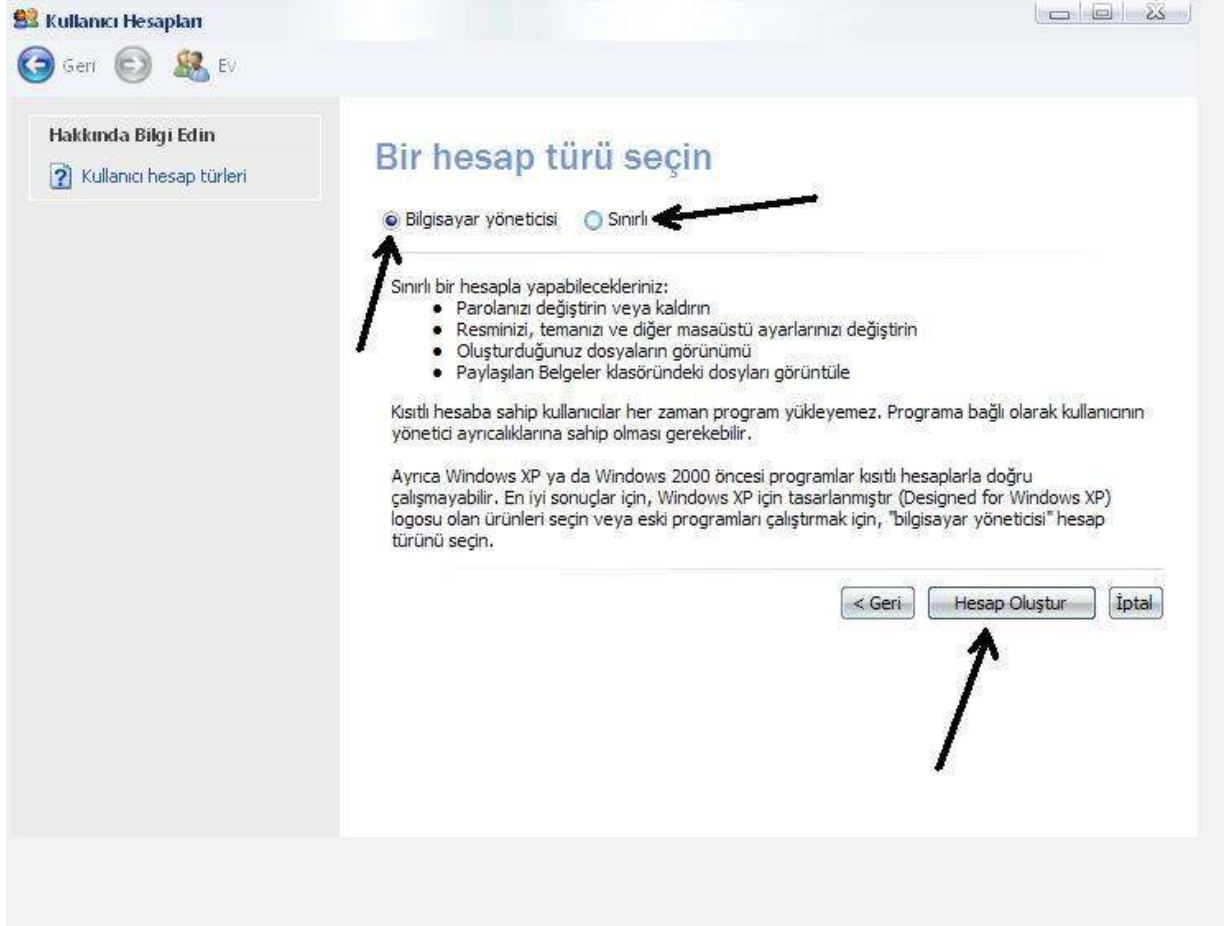 Kullanıcı Hesapları
Geri
Ev
Hakkında Bilgi Edin
Kullanıcı hesap türleri
Bir hesap türü seçin
Bilgisayar yöneticisi Sınırlı
Sınırlı bir hesapla yapabilecekleriniz:
• Parolanızı değiştirin veya kaldırın
• Resminizi, temanızı ve diğer masaüstü ayarlarınızı değiştirin
• Oluşturduğunuz dosyaların görünümü
• Paylaşılan Belgeler klasöründeki dosyları görüntüle
Kısıtlı hesaba sahip kullanıcılar her zaman program yükleyemez. Programa bağlı olarak kullanıcının
yönetici ayrıcalıklarına sahip olması gerekebilir.
Ayrıca Windows XP ya da Windows 2000 öncesi programlar kısıtlı hesaplarla doğru
çalışmayabilir. En iyi sonuçlar için, Windows XP için tasarlanmıştır (Designed for Windows XP)
logosu olan ürünleri seçin veya eski programları çalıştırmak için, "bilgisayar yöneticisi" hesap
türünü seçin.
< Geri Hesap Oluştur İptal